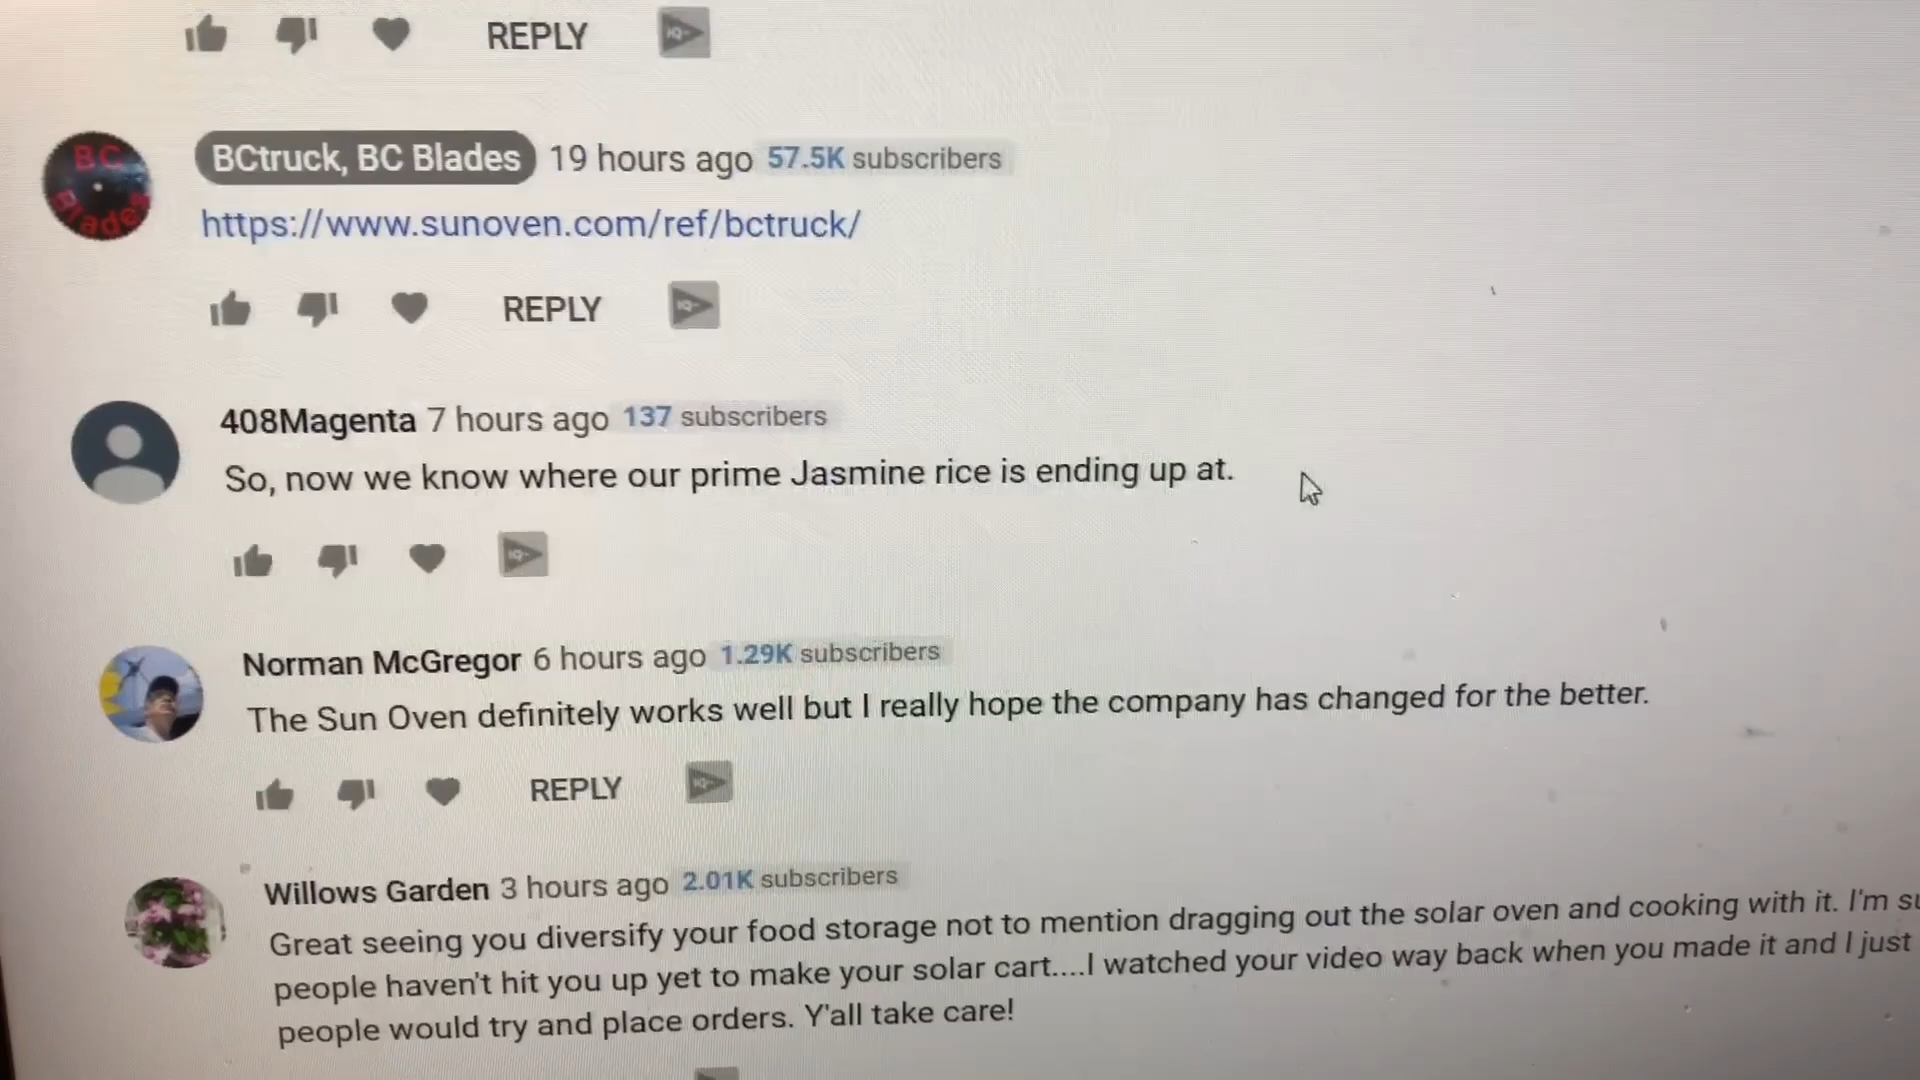 REPLY
BCtruck, BC Blades 19 hours ago 57.5K subscribers
BC
Blades
https://www.sunoven.com/ref/bctruck/
REPLY
408Magenta 7 hours ago 137 subscribers
So, now we know where our prime Jasmine rice is ending up at.
Norman McGregor 6 hours ago 1.29K subscribers
The Sun Oven definitely works well but I really hope the company has changed for the better.
REPLY
Willows Garden 3 hours ago 2.01K subscribers
Great seeing you diversify your food storage not to mention dragging out the solar oven and cooking with it. I'm
people haven't hit you up yet to make your solar cart....I watched your video way back when you made it and I just
people would try and place orders. Y'all take care!